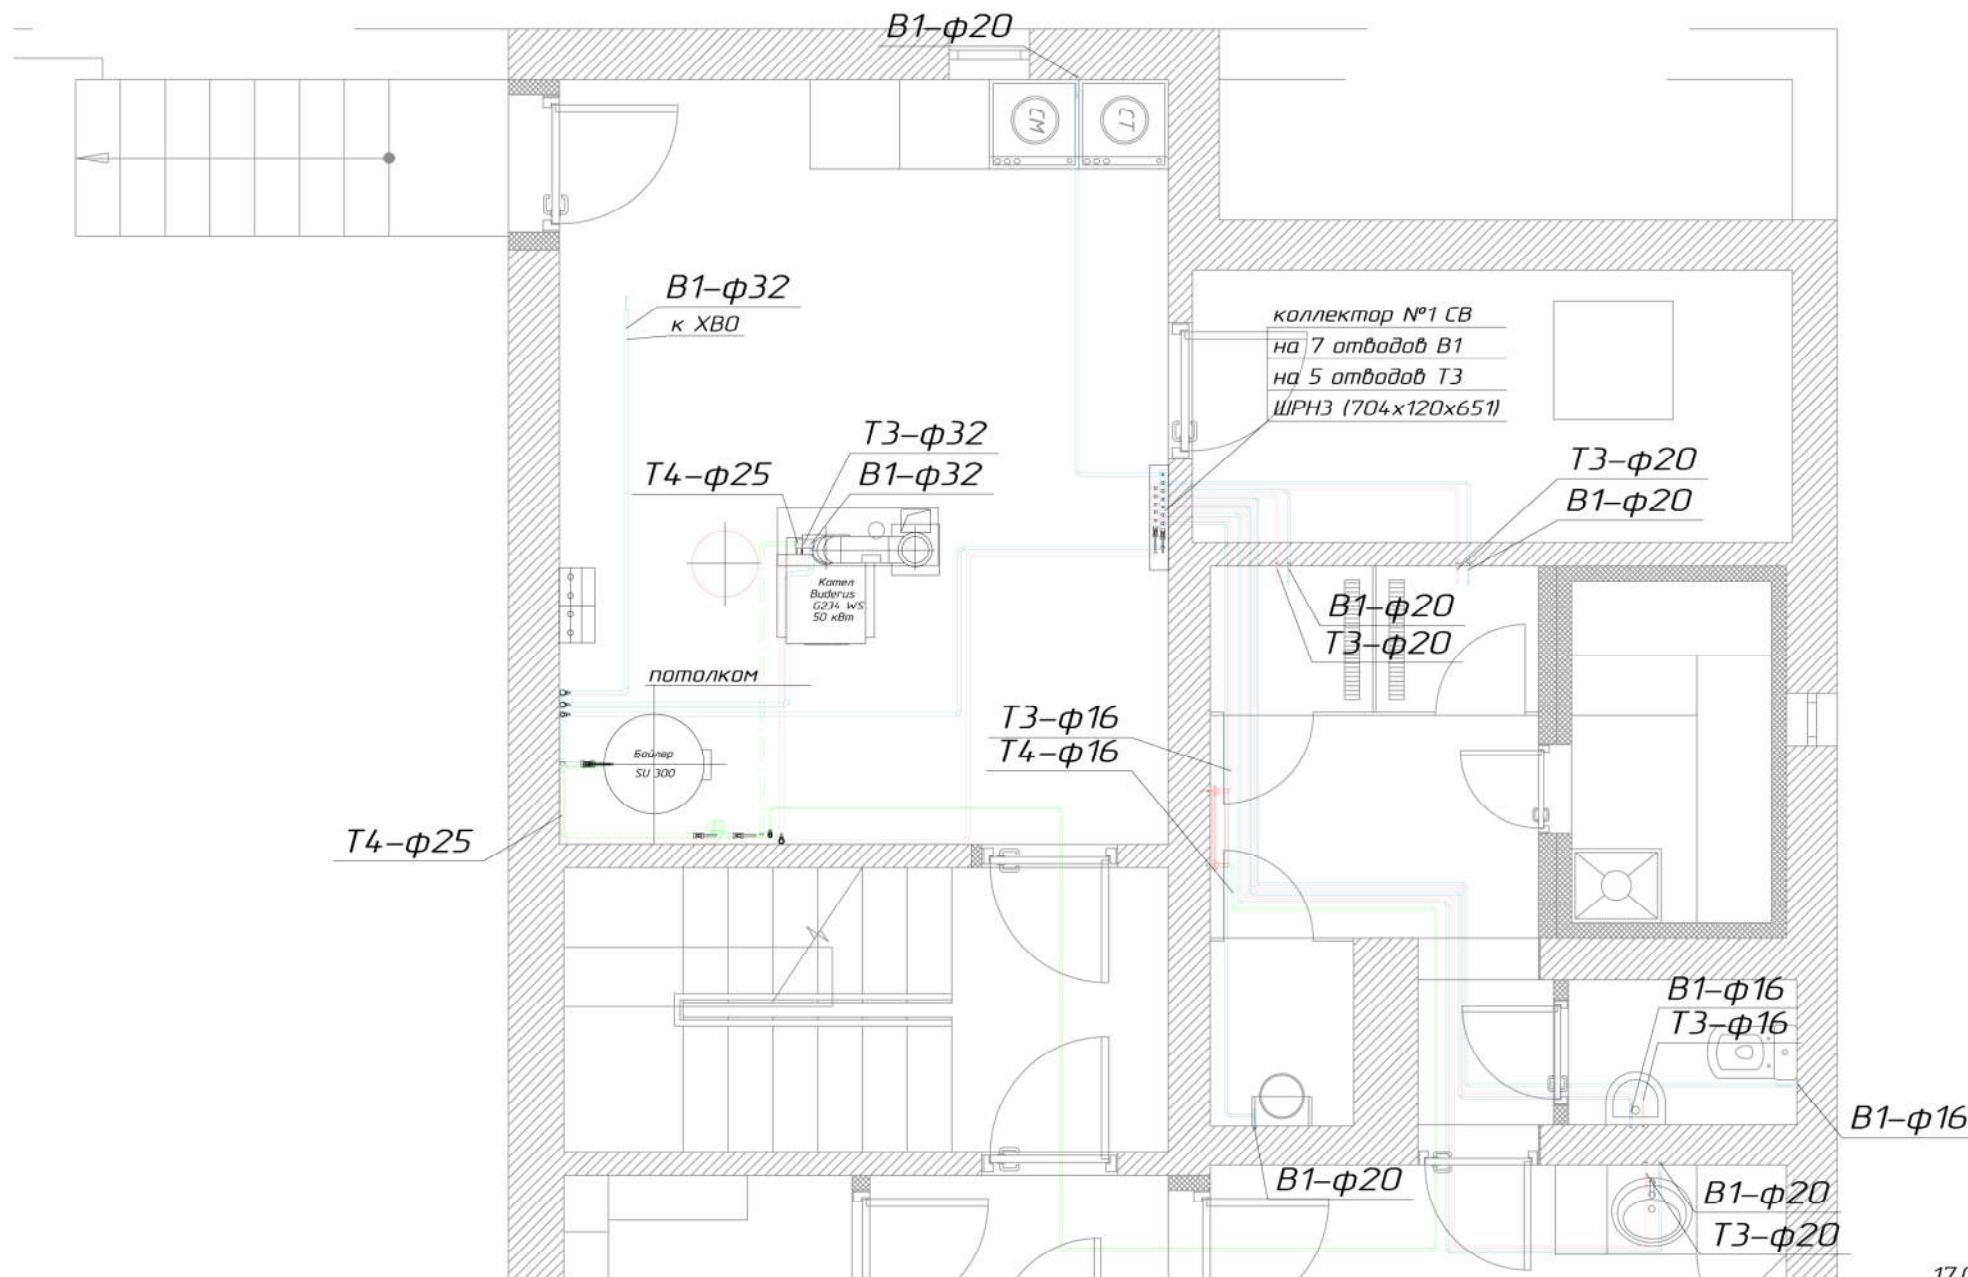 В1-ф20
СМ
СТ
В1-ф32
к ХВО
коллектор №1 СВ
на 7 отводов В1
на 5 отводов Т3
ШРН3 (704х120х651)
Т3-ф32
Т4-ф25
В1-ф32
Т3-ф20
В1-ф20
Котел
Buderus
G234 WS
50 кВт
В1-ф20
Т3-ф20
потолком
Т3-ф16
Т4-ф16
Бойлер
SU 300
Т4-ф25
В1-ф16
Т3-ф16
В1-ф16
В1-ф20
В1-ф20
Т3-ф20